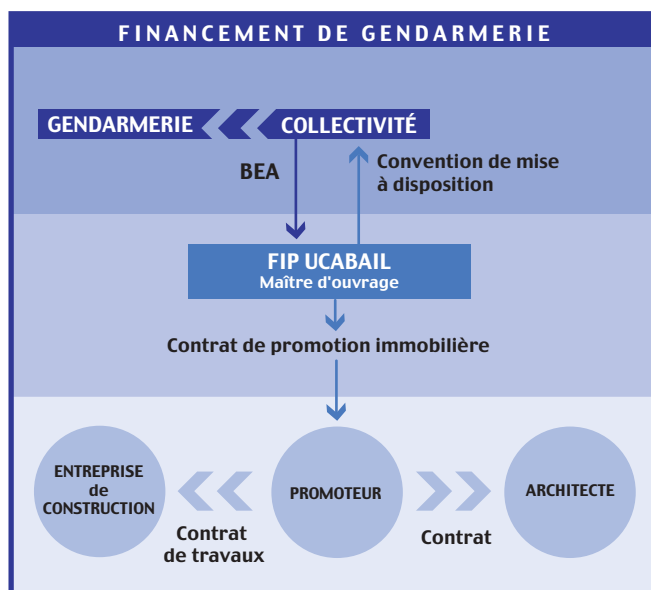 FINANCEMENT DE GENDARMERIE
GENDARMERIE COLLECTIVITÉ
BEA
Convention de mise
à disposition
FIP UCABAIL
Maître d'ouvrage
Contrat de promotion immobilière
ENTREPRISE
de
CONSTRUCTION
Contrat
de travaux
PROMOTEUR
Contrat
ARCHITECTE